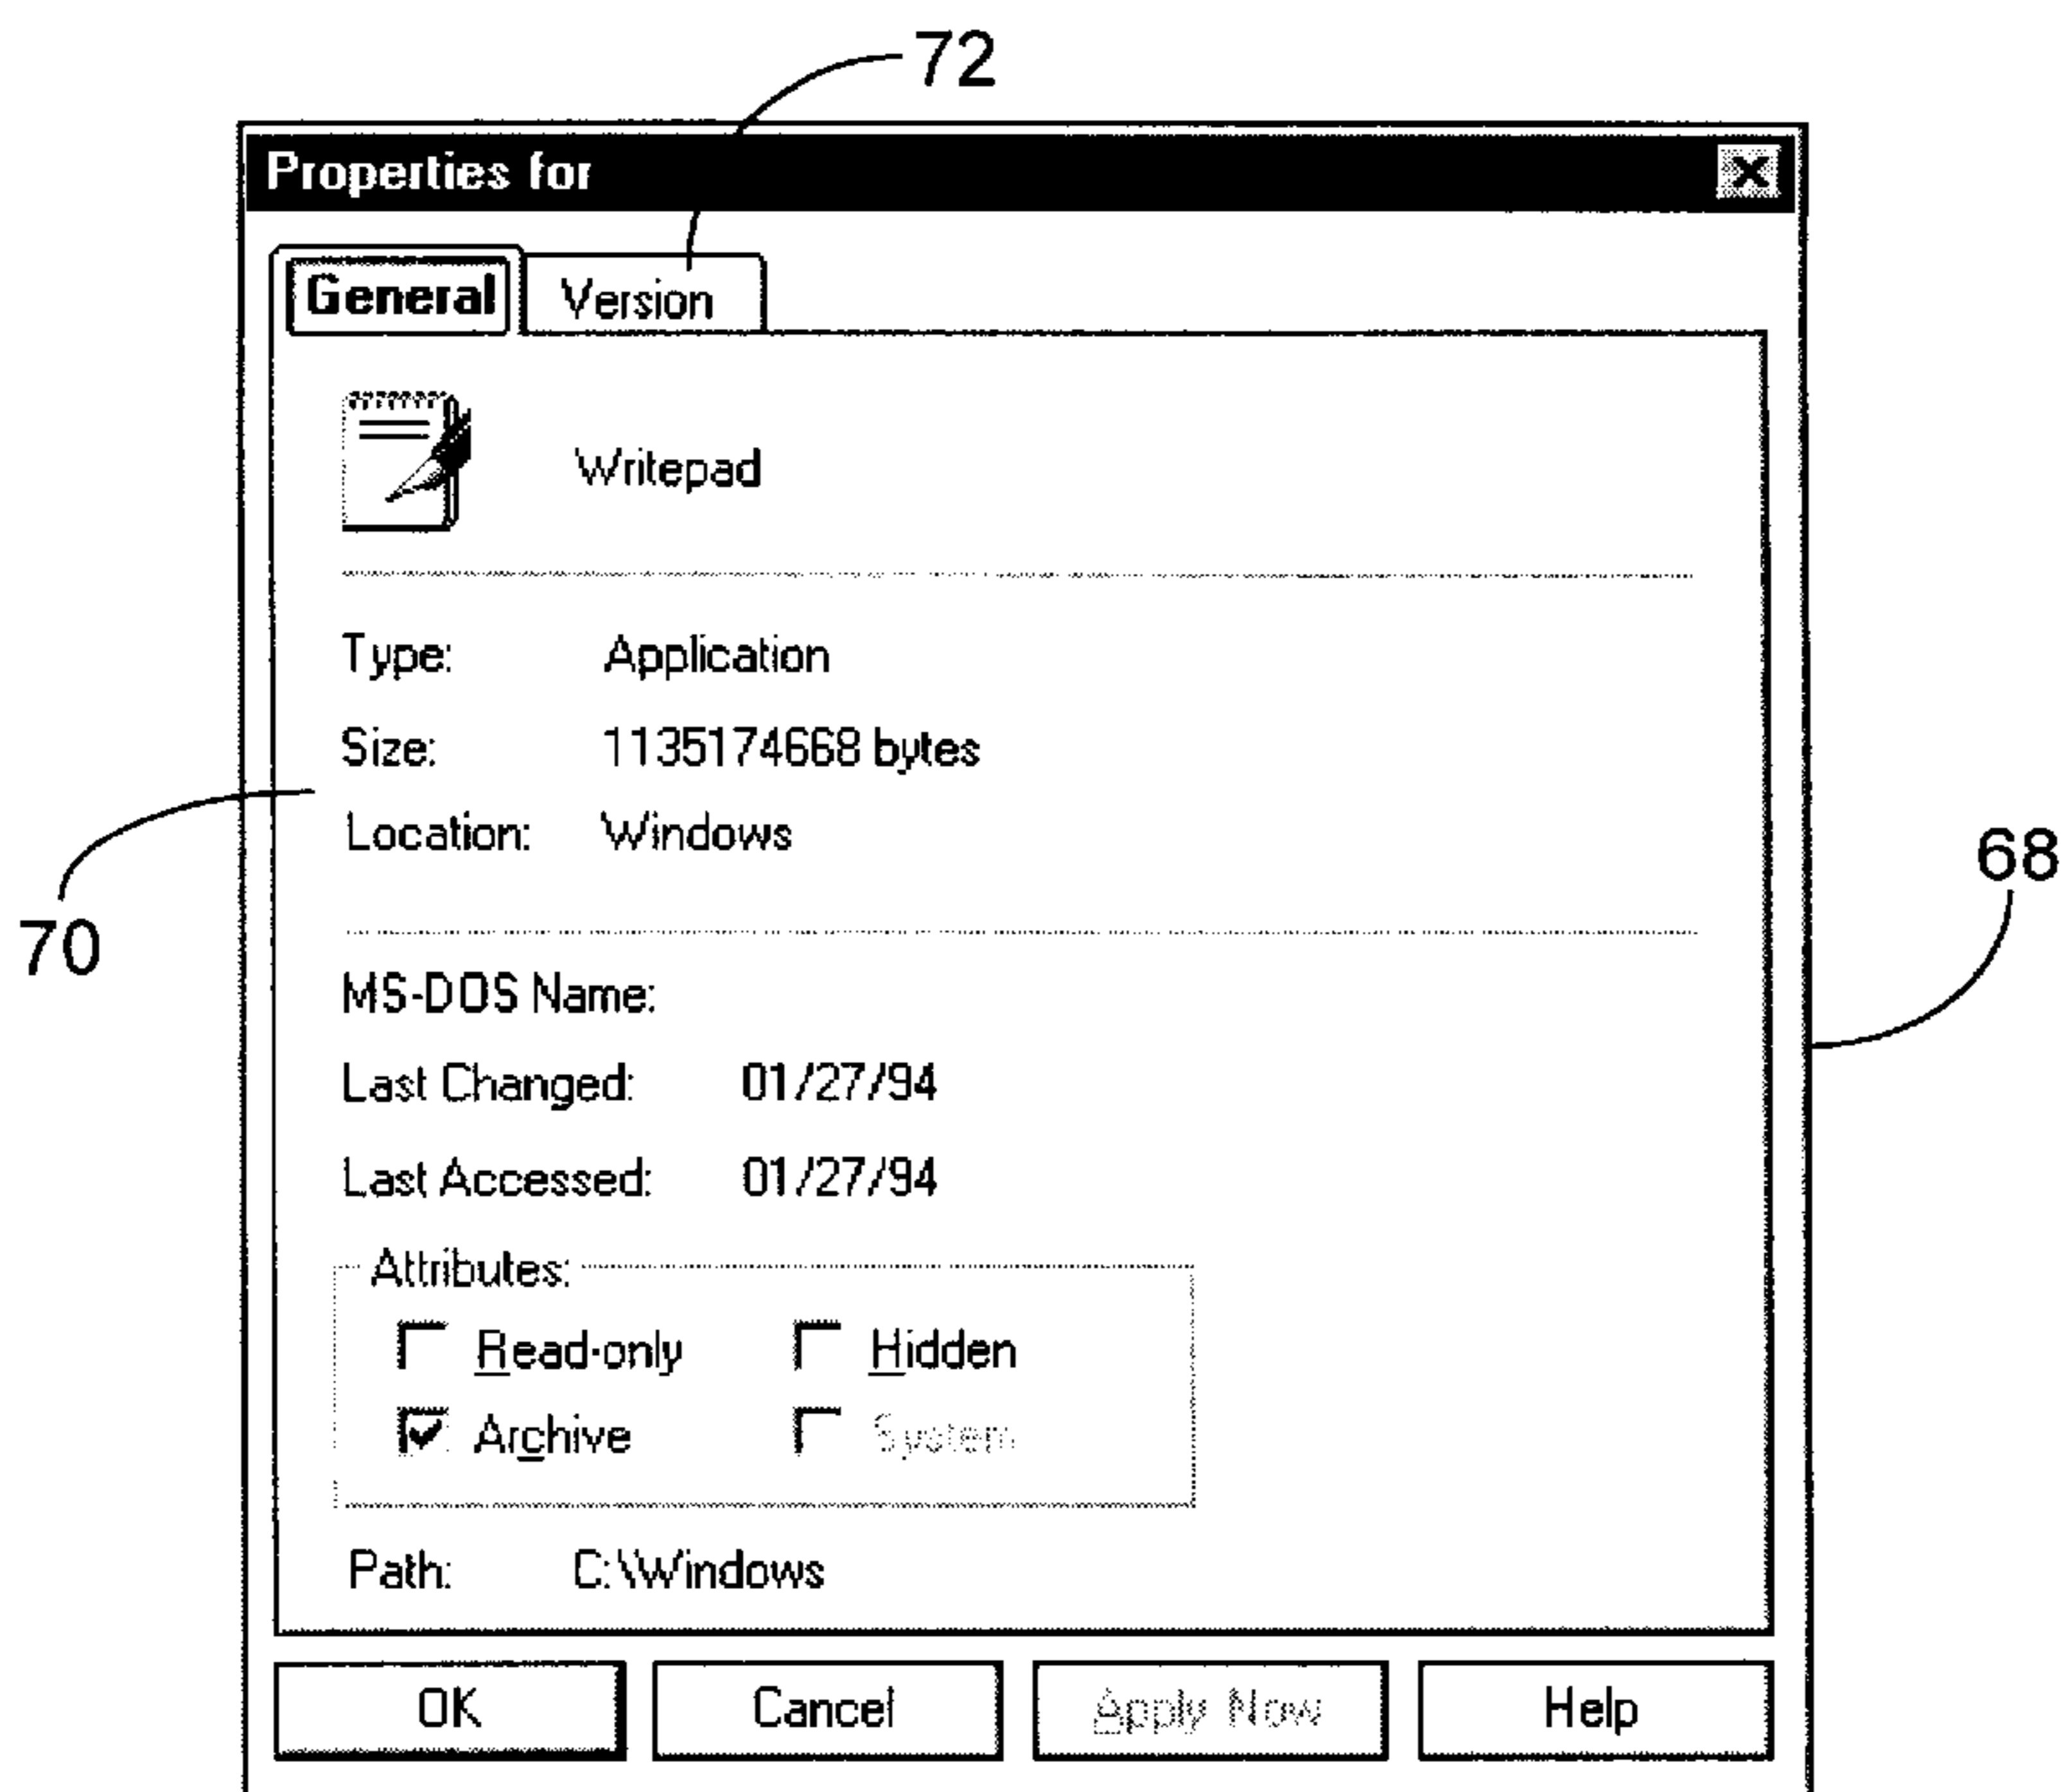 72
Properties for
General Version
Writepad
Type: Application
Size: 1135174668 bytes
Location: Windows
68
70
MS-DOS Name:
Last Changed: 01/27/94
Last Accessed: 01/27/94
Attributes:
Read-only Hidden
Archive System
Path: C:\Windows
OK Cancel Apply Now Help